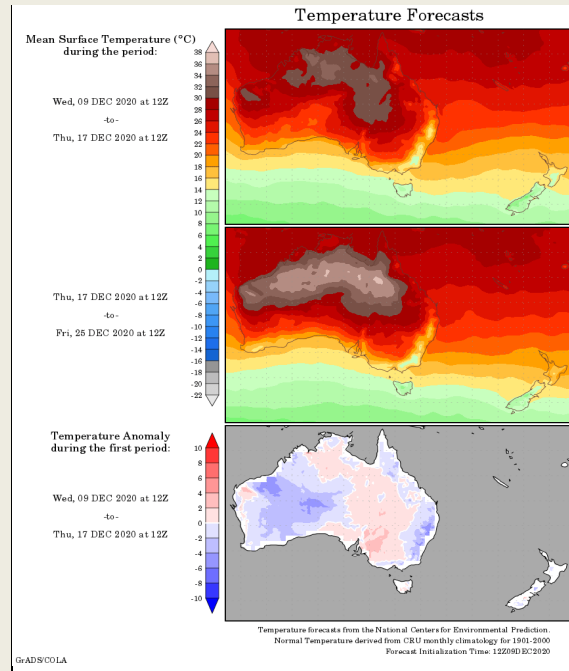 Temperature Forecasts
Mean Surface Temperature (°C)
during the period:
Wed, 09 DEC 2020 at 12Z
-to-
Thu, 17 DEC 2020 at 12Z
38
36
34
32
30
28
26
24
22
20
18
16
14
12
10
8
6
4
2
0
-2
-4
-6
-8
-10
-12
-14
-16
-18
-20
-22
Thu, 17 DEC 2020 at 12Z
-to-
Fri, 25 DEC 2020 at 12Z
Temperature Anomaly
during the first period:
Wed, 09 DEC 2020 at 12Z
-to-
Thu, 17 DEC 2020 at 12Z
10
8
6
4
2
0
-2
-4
-6
-8
-10
Temperature forecasts from the National Centers for Environmental Prediction.
Normal Temperature derived from CRU monthly climatology for 1901-2000
Forecast Initialization Time: 12Z09DEC2020
GrADS/COLA